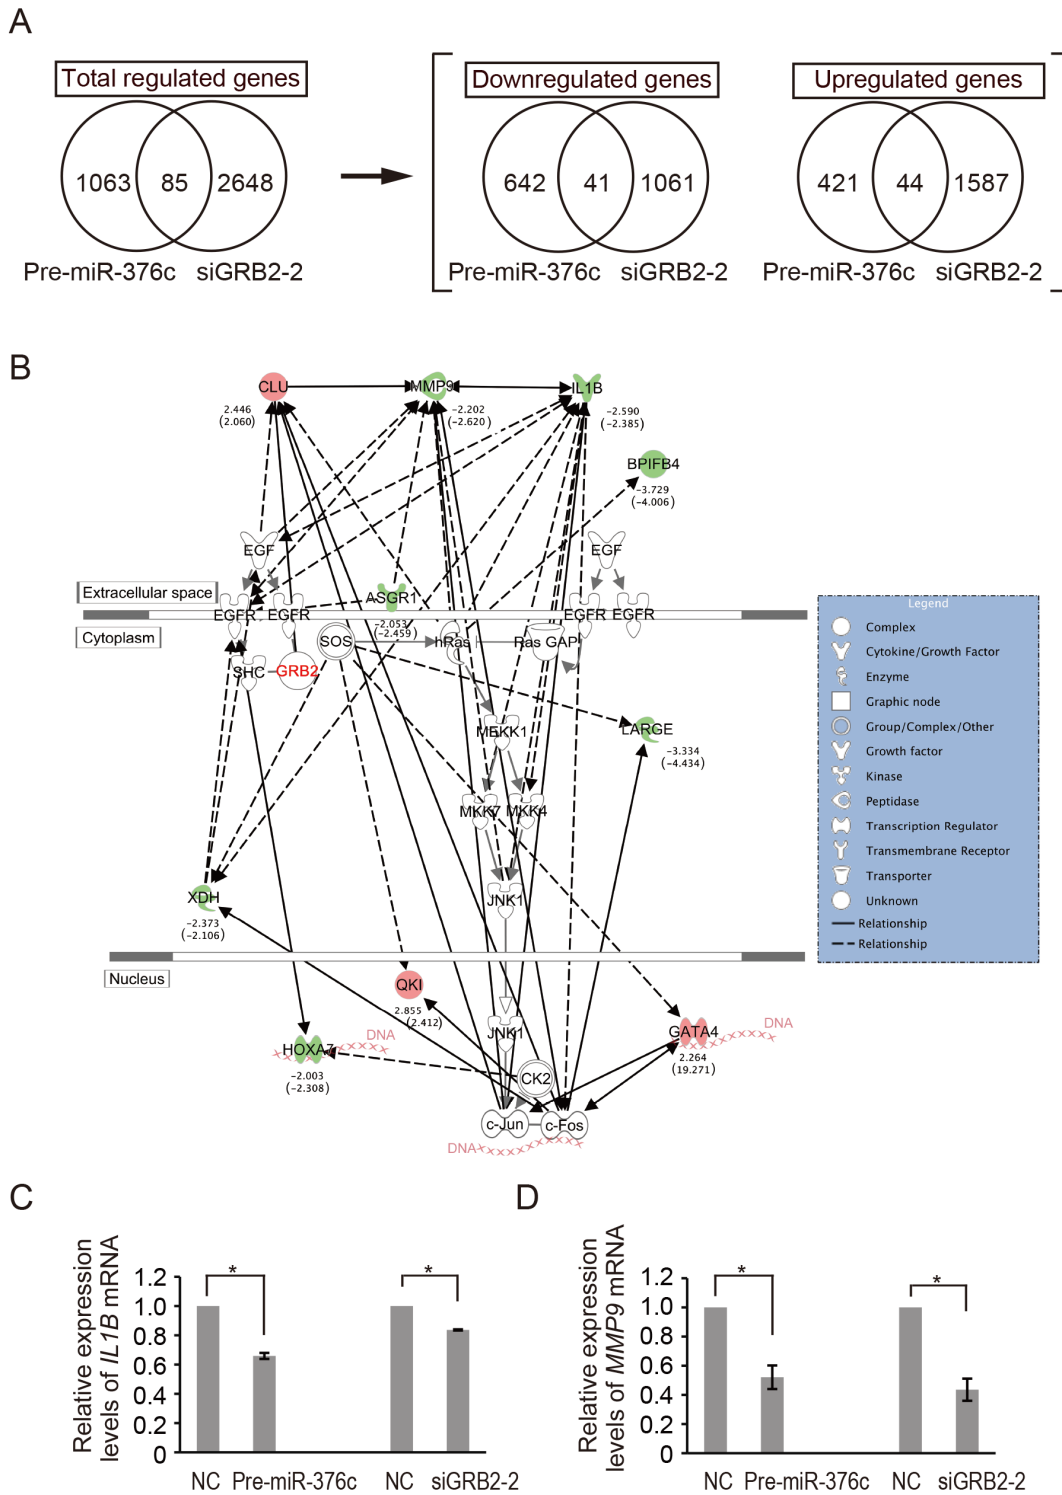 A
Total regulated genes
Downregulated genes
Upregulated genes
1063 85 2648
642 41 1061
421 44 1587
Pre-miR-376c siGRB2-2
Pre-miR-376c siGRB2-2
Pre-miR-376c siGRB2-2
B
CLU
2.446
(2.060)
MMP9
-2.202
(-2.620)
IL1B
-2.590
(-2.385)
BPIFB4
-3.729
(-4.006)
EGF
EGF
Extracellular space
EGFR
EGFR
ASGR1
-2.053
(-2.459)
EGFR
EGFR
Cytoplasm
SOS
hRas
Ras GAP
SHC
GRB2
MEKK1
LARGE
-3.334
(-4.434)
MKK7
MKK4
XDH
-2.373
(-2.106)
JNK1
Nucleus
QKI
2.855
(2.412)
JNK1
GATA4
2.264
(19.271)
DNA
HOXA7
-2.003
(-2.308)
DNA
CK2
c-Jun
c-Fos
DNA
Legend
Complex
Cytokine/Growth Factor
Enzyme
Graphic node
Group/Complex/Other
Growth factor
Kinase
Peptidase
Transcription Regulator
Transmembrane Receptor
Transporter
Unknown
Relationship
Relationship
C
Relative expression
levels of IL1B mRNA
1.2
1.0
0.8
0.6
0.4
0.2
0
*
*
NC Pre-miR-376c NC siGRB2-2
D
Relative expression
levels of MMP9 mRNA
1.2
1.0
0.8
0.6
0.4
0.2
0
*
*
NC Pre-miR-376c NC siGRB2-2